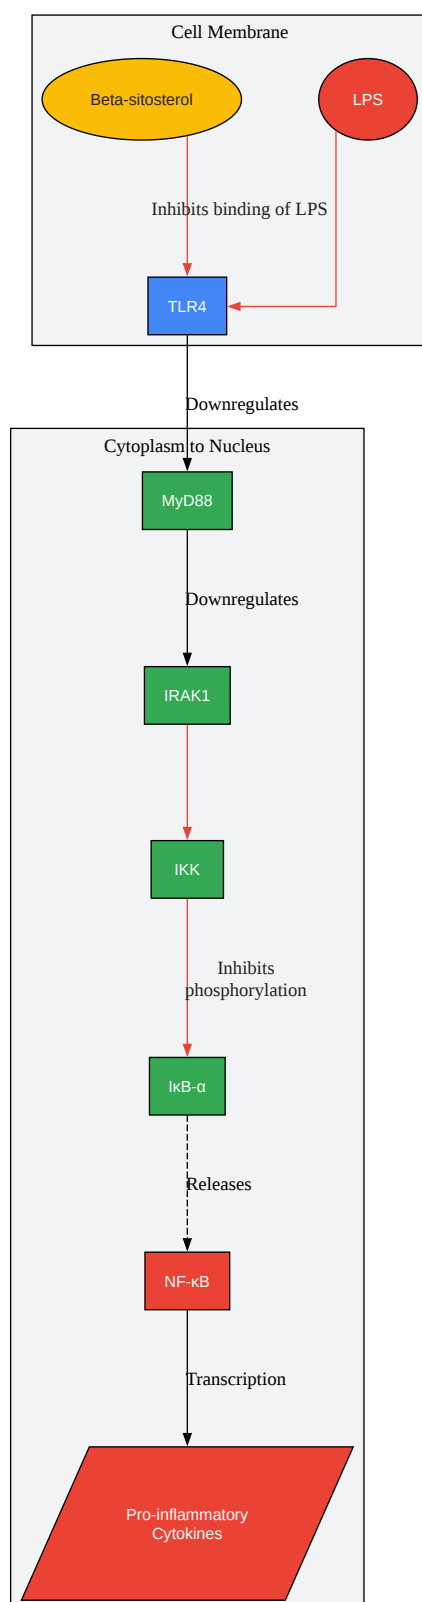 Cell Membrane
Beta-sitosterol
LPS
Inhibits binding of LPS
TLR4
Downregulates
Cytoplasm to Nucleus
MyD88
Downregulates
IRAK1
IKK
Inhibits
phosphorylation
IκB-α
Releases
NF-κB
Transcription
Pro-inflammatory
Cytokines